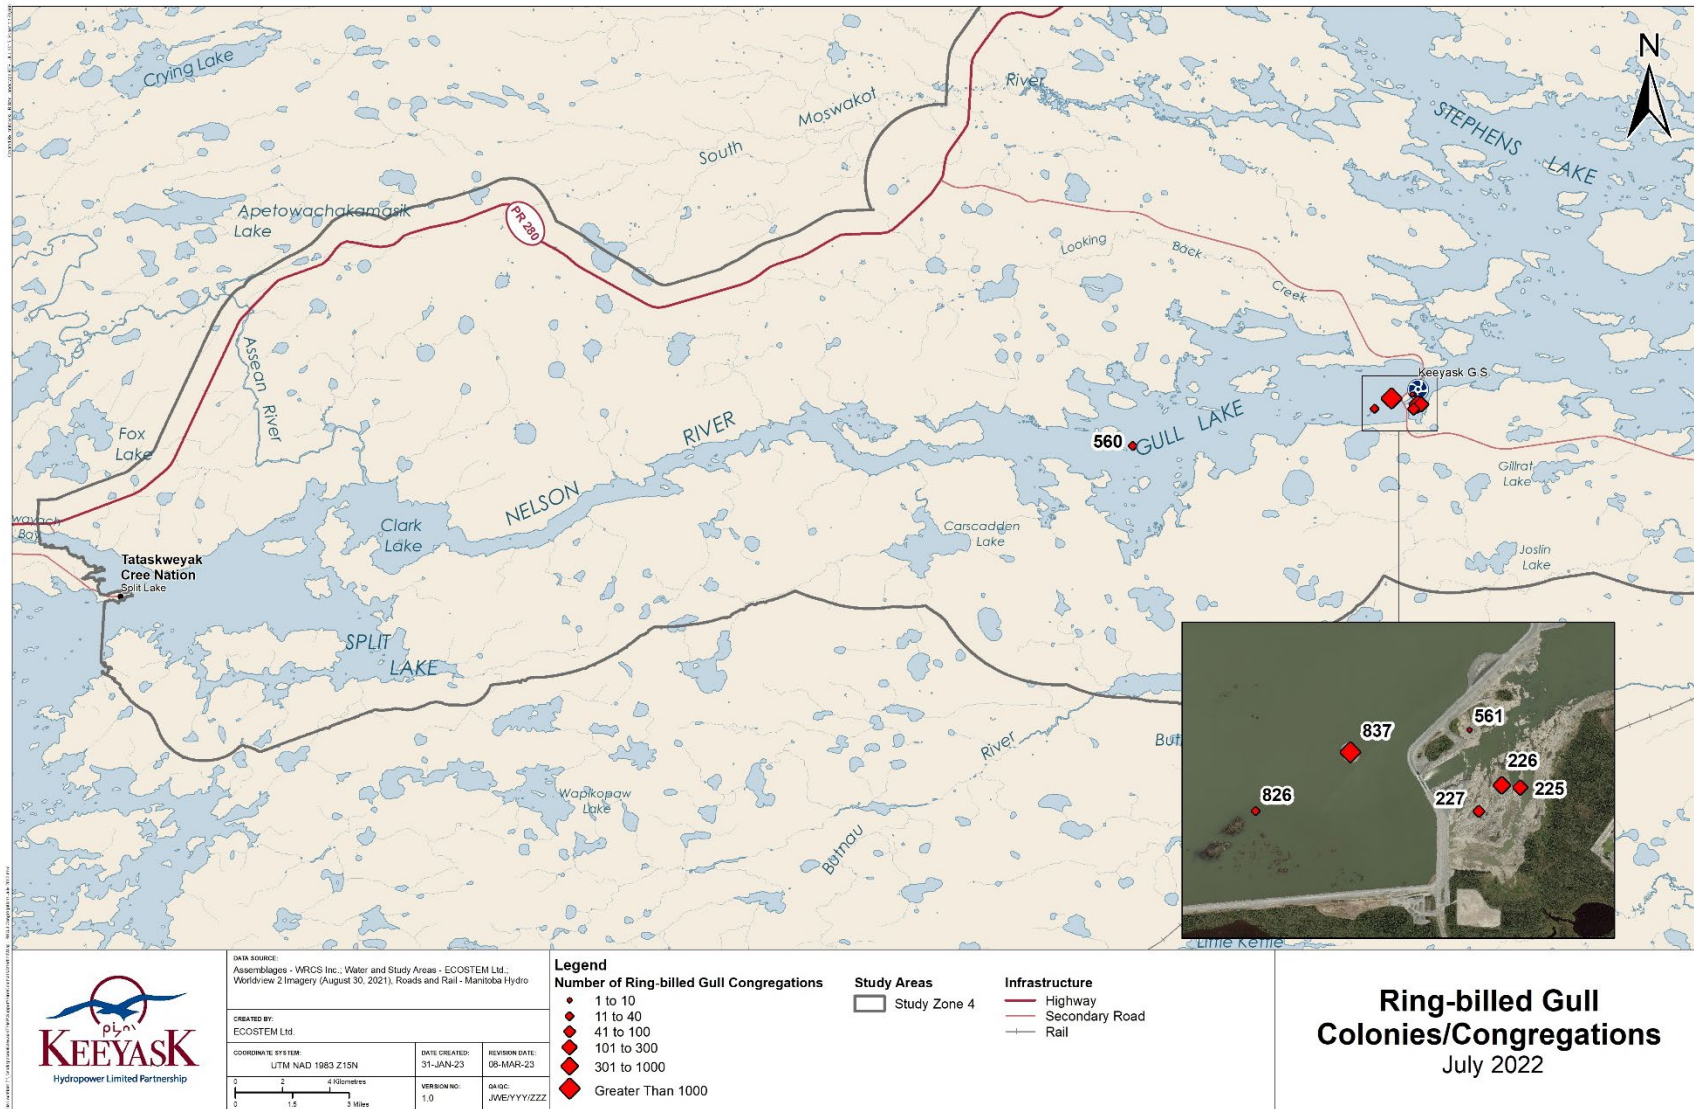 Crying Lake
Moswakot
River
South
STEPHENS
LAKE
N
Apetowachakamasik
Lake
PR 280
Looking
Back
Creek
Assean
River
Keeyask G.S.
Fox
Lake
RIVER
560
GULL LAKE
Gillrat
Lake
NELSON
Clark
Lake
Carscadden
Lake
Joslin
Lake
Bay
Tataskweyak
Cree Nation
Split Lake
SPLIT
LAKE
River
Wapikopaw
Lake
Butnau
561
837
226
225
826
227
Little Kettle
KEEYASK
Hydropower Limited Partnership
DATA SOURCE:
Assemblages - WRCS Inc.; Water and Study Areas - ECOSTEM Ltd.;
Worldview 2 Imagery (August 30, 2021), Roads and Rail - Manitoba Hydro
CREATED BY:
ECOSTEM Ltd.
COORDINATE SYSTEM:
UTM NAD 1983 Z15N
DATE CREATED:
31-JAN-23
REVISION DATE:
08-MAR-23
0 2 4 Kilometres
0 1.5 3 Miles
VERSION NO:
1.0
QA/QC:
JWE/YYY/ZZZ
Legend
Number of Ring-billed Gull Congregations
1 to 10
11 to 40
41 to 100
101 to 300
301 to 1000
Greater Than 1000
Study Areas
Study Zone 4
Infrastructure
Highway
Secondary Road
Rail
Ring-billed Gull
Colonies/Congregations
July 2022